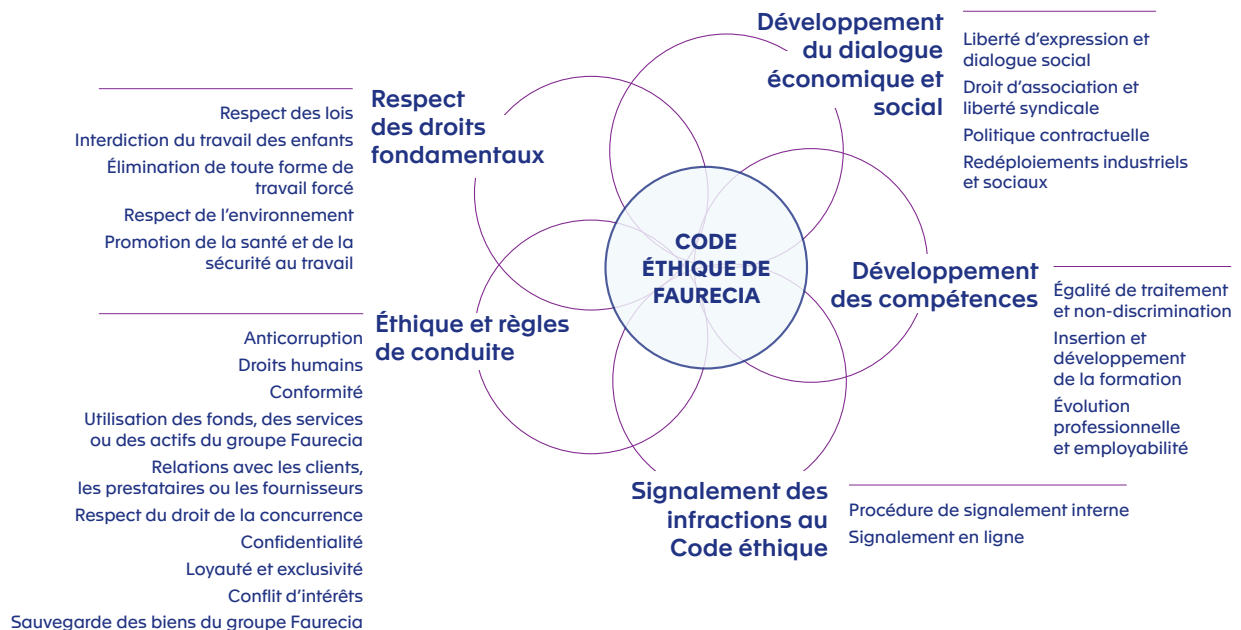 Respect
des droits
fondamentaux
Respect des lois
Interdiction du travail des enfants
Élimination de toute forme de
travail forcé
Respect de l’environnement
Promotion de la santé et de la
sécurité au travail
Éthique et règles
de conduite
Anticorruption
Droits humains
Conformité
Utilisation des fonds, des services
ou des actifs du groupe Faurecia
Relations avec les clients,
les prestataires ou les fournisseurs
Respect du droit de la concurrence
Confidentialité
Loyauté et exclusivité
Conflit d’intérêts
Sauvegarde des biens du groupe Faurecia
CODE
ÉTHIQUE DE
FAURECIA
Développement
du dialogue
économique et
social
Liberté d’expression et
dialogue social
Droit d’association et
liberté syndicale
Politique contractuelle
Redéploiements industriels
et sociaux
Développement
des compétences
Égalité de traitement
et non-discrimination
Insertion et
développement
de la formation
Évolution
professionnelle
et employabilité
Signalement des
infractions au
Code éthique
Procédure de signalement interne
Signalement en ligne